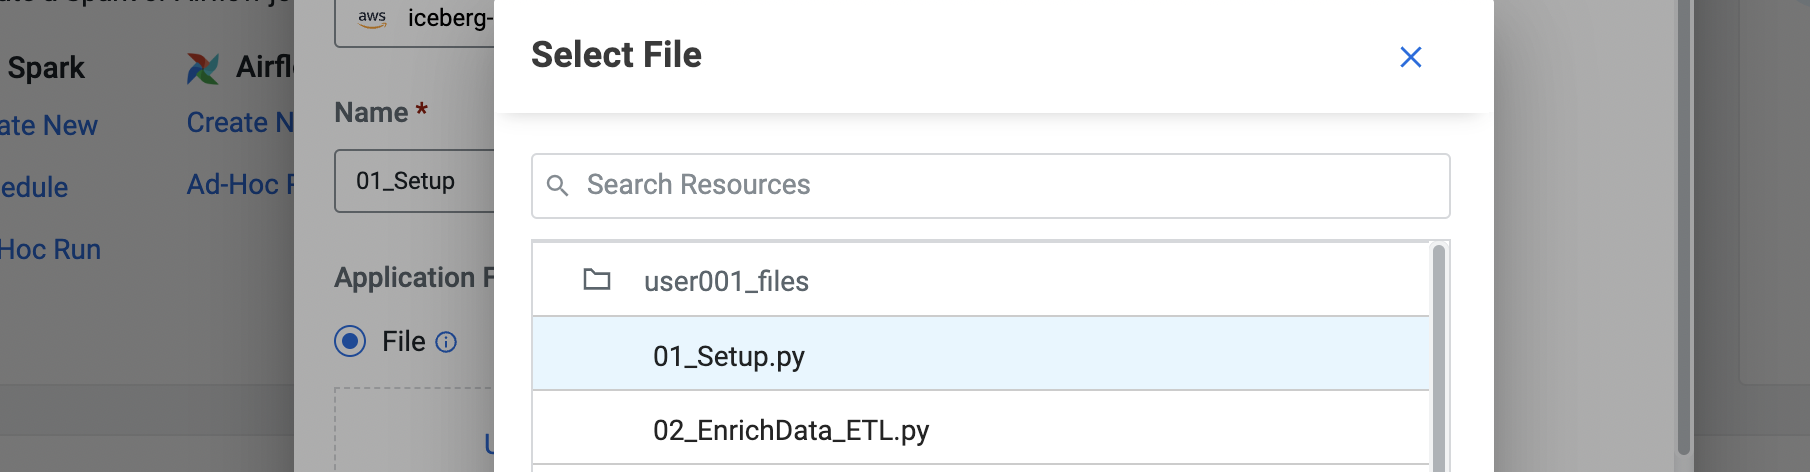 Spark
Airfl
ate New
Create N
edule
Ad-Hoc
Hoc Run
aws iceberg-
Name *
01_Setup
Application F
File
Select File
Search Resources
user001_files
01_Setup.py
02_EnrichData_ETL.py